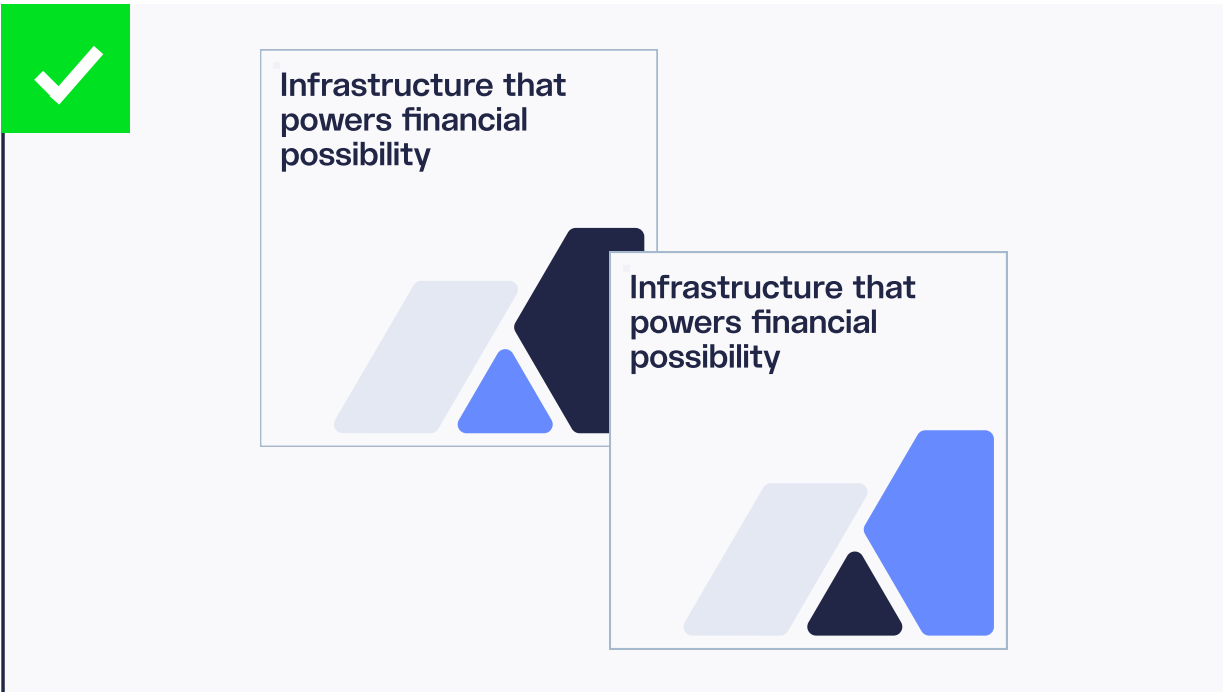 Infrastructure that
powers financial
possibility
Infrastructure that
powers financial
possibility